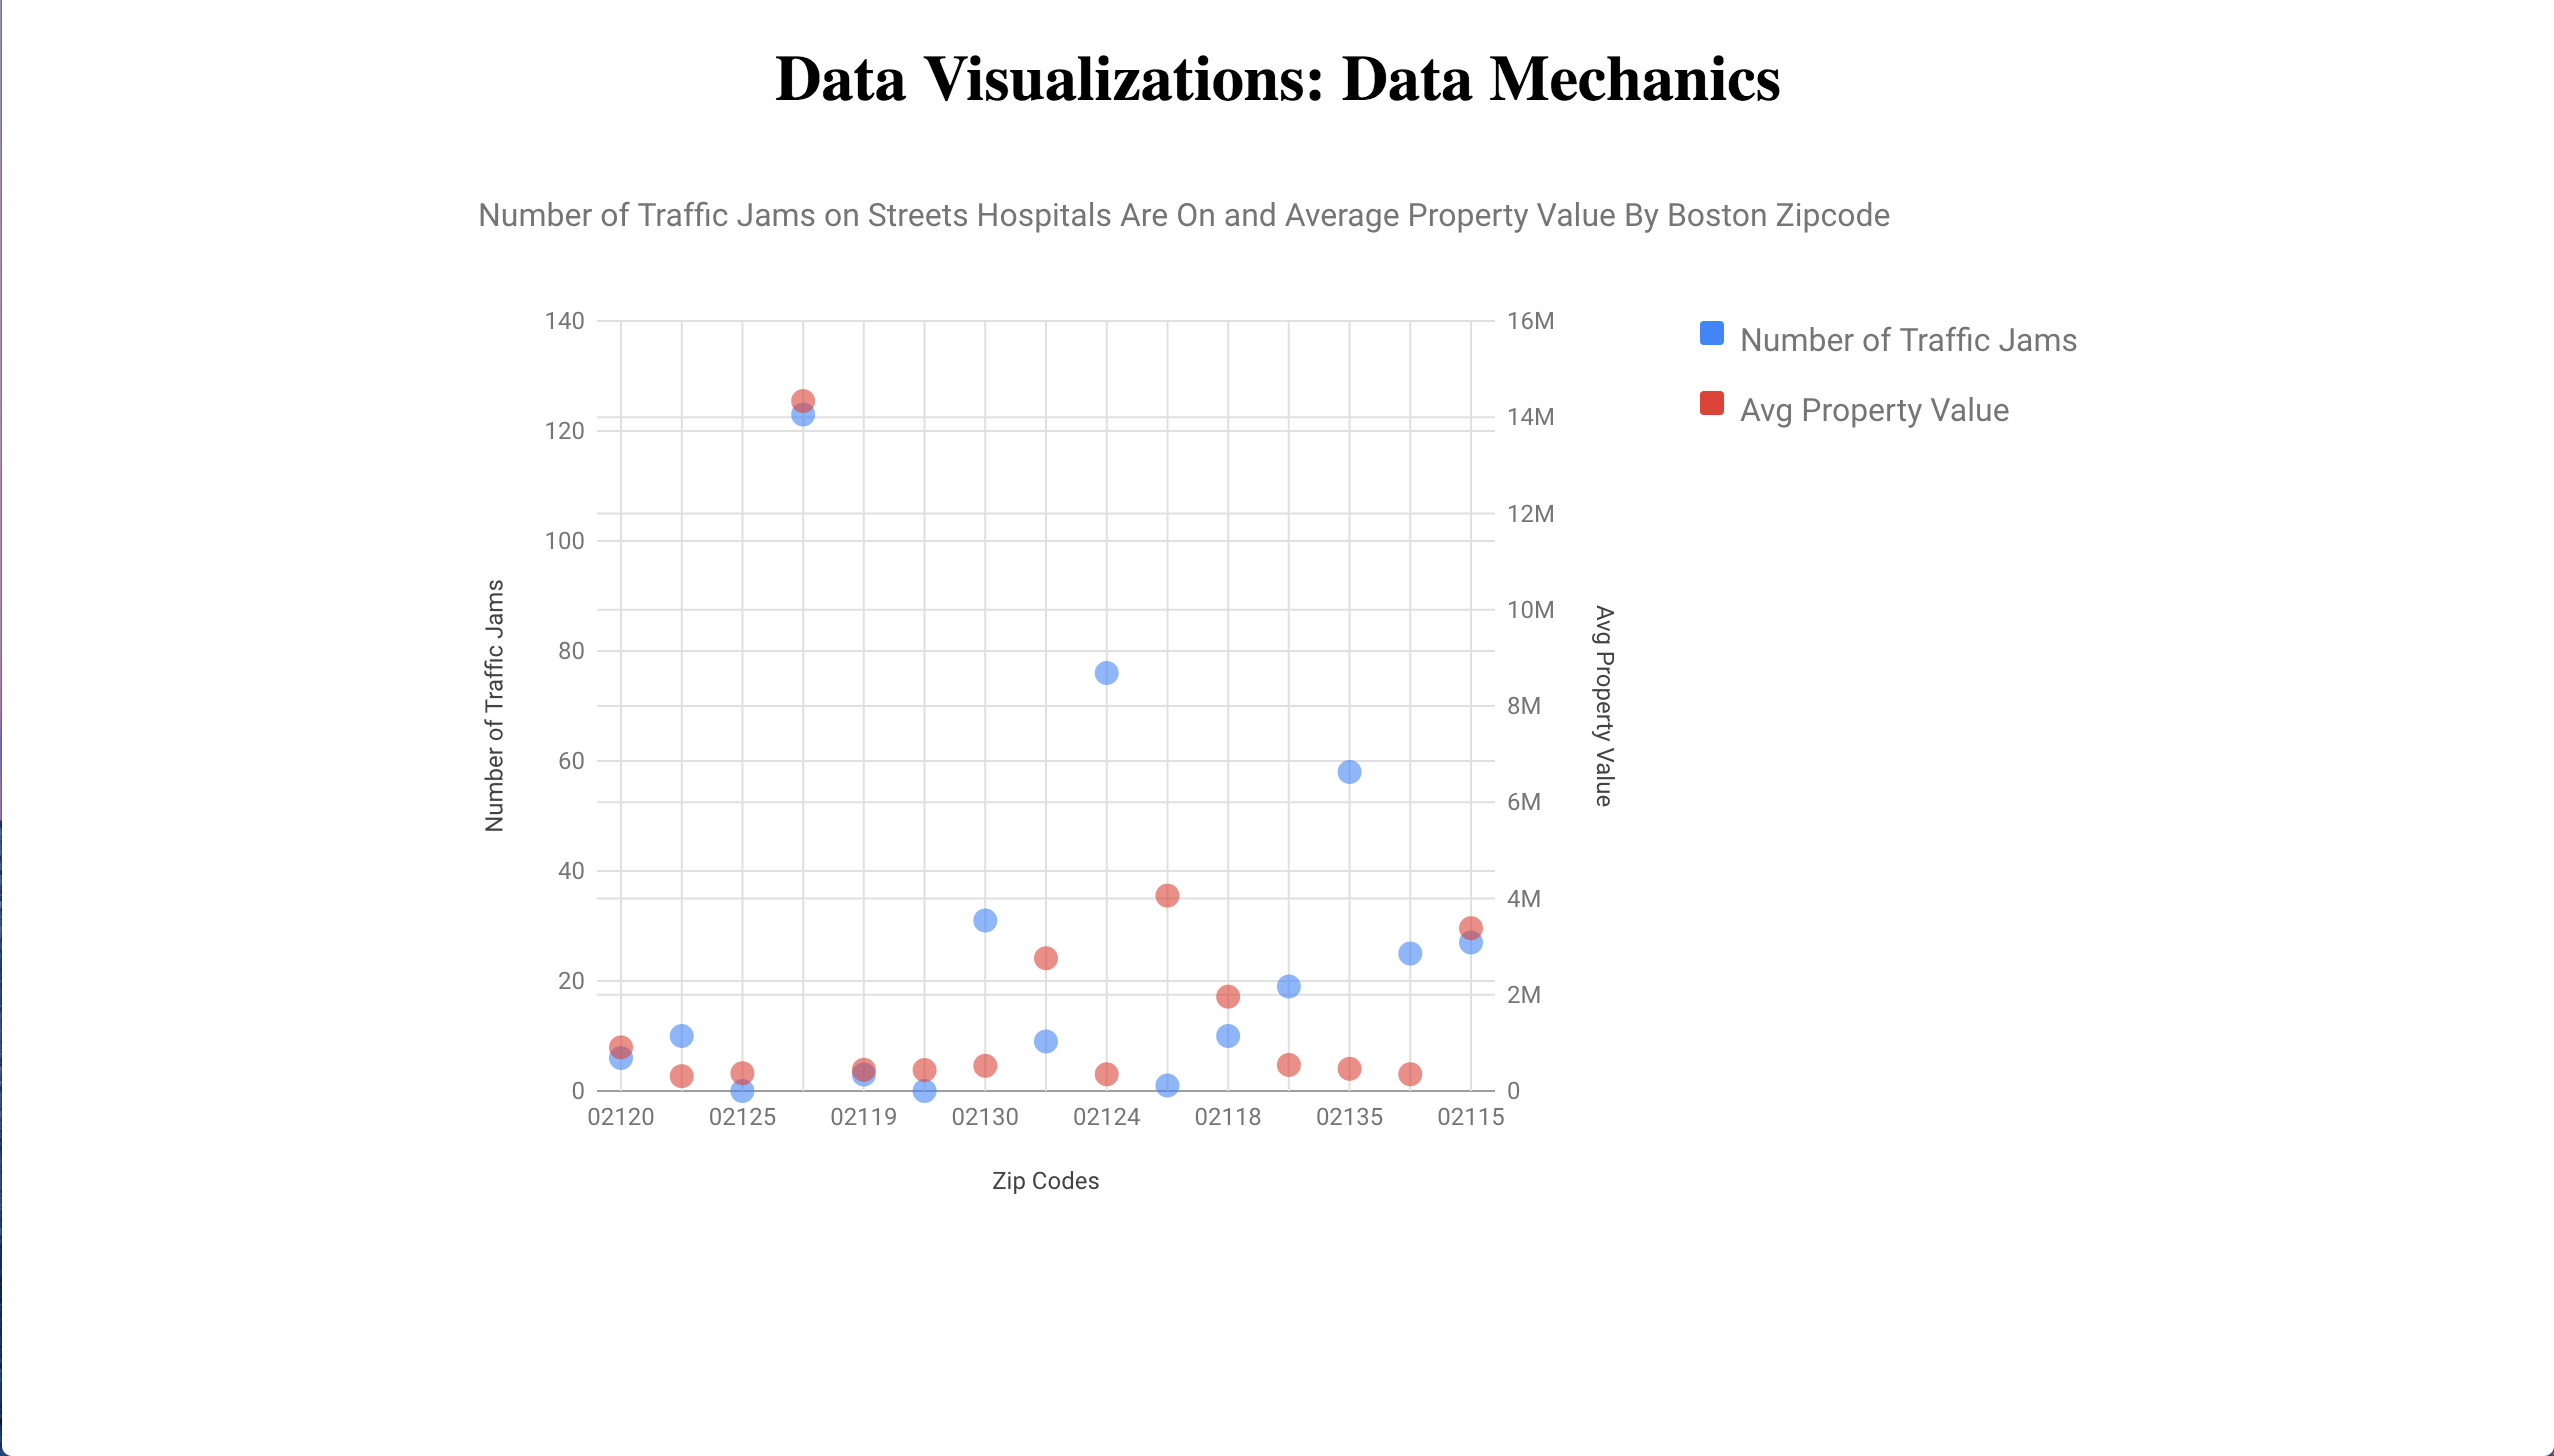 Data Visualizations: Data Mechanics
Number of Traffic Jams on Streets Hospitals Are On and Average Property Value By Boston Zipcode
Number of Traffic Jams
Avg Property Value
140
120
100
80
60
40
20
0
16M
14M
12M
10M
8M
6M
4M
2M
0
Number of Traffic Jams
Avg Property Value
02120 02125 02119 02130 02124 02118 02135 02115
Zip Codes